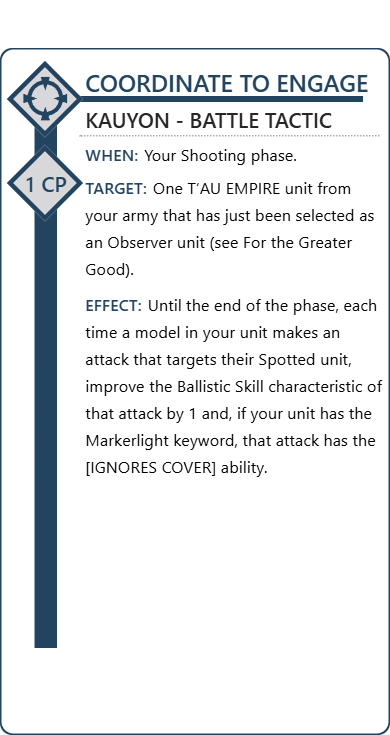 COORDINATE TO ENGAGE
KAUYON - BATTLE TACTIC
WHEN: Your Shooting phase.
1 CP
TARGET: One T'AU EMPIRE unit from
your army that has just been selected as
an Observer unit (see For the Greater
Good).
EFFECT: Until the end of the phase, each
time a model in your unit makes an
attack that targets their Spotted unit,
improve the Ballistic Skill characteristic of
that attack by 1 and, if your unit has the
Markerlight keyword, that attack has the
[IGNORES COVER] ability.